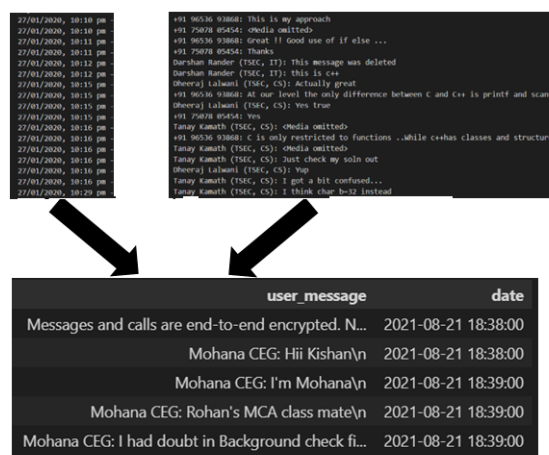 27/01/2020, 10:10 pm -
27/01/2020, 10:10 pm -
27/01/2020, 10:11 pm -
27/01/2020, 10:11 pm -
27/01/2020, 10:12 pm -
27/01/2020, 10:12 pm -
27/01/2020, 10:15 pm -
27/01/2020, 10:15 pm -
27/01/2020, 10:15 pm -
27/01/2020, 10:15 pm -
27/01/2020, 10:16 pm -
27/01/2020, 10:16 pm -
27/01/2020, 10:16 pm -
27/01/2020, 10:16 pm -
27/01/2020, 10:16 pm -
27/01/2020, 10:29 pm -
+91 96536 93868: This is my approach
+91 75078 05454: <Media omitted>
+91 96536 93868: Great !! Good use of if else ...
+91 75078 05454: Thanks
Darshan Rander (TSEC, IT): This message was deleted
Darshan Rander (TSEC, IT): this is c++
Dheeraj Lalwani (TSEC, CS): Actually great
+91 96536 93868: At our level the only difference between C and C++ is printf and scan
Dheeraj Lalwani (TSEC, CS): Yes true
+91 75078 05454: Yes
Tanay Kamath (TSEC, CS): <Media omitted>
+91 96536 93868: C is only restricted to functions ..While c++has classes and structur
Tanay Kamath (TSEC, CS): <Media omitted>
Tanay Kamath (TSEC, CS): Just check my soln out
Dheeraj Lalwani (TSEC, CS): Yup
Tanay Kamath (TSEC, CS): I got a bit confused...
Tanay Kamath (TSEC, CS): I think char b=32 instead
user_message date
Messages and calls are end-to-end encrypted. N... 2021-08-21 18:38:00
Mohana CEG: Hii Kishan\n 2021-08-21 18:38:00
Mohana CEG: I'm Mohana\n 2021-08-21 18:39:00
Mohana CEG: Rohan's MCA class mate\n 2021-08-21 18:39:00
Mohana CEG: I had doubt in Background check fi... 2021-08-21 18:39:00